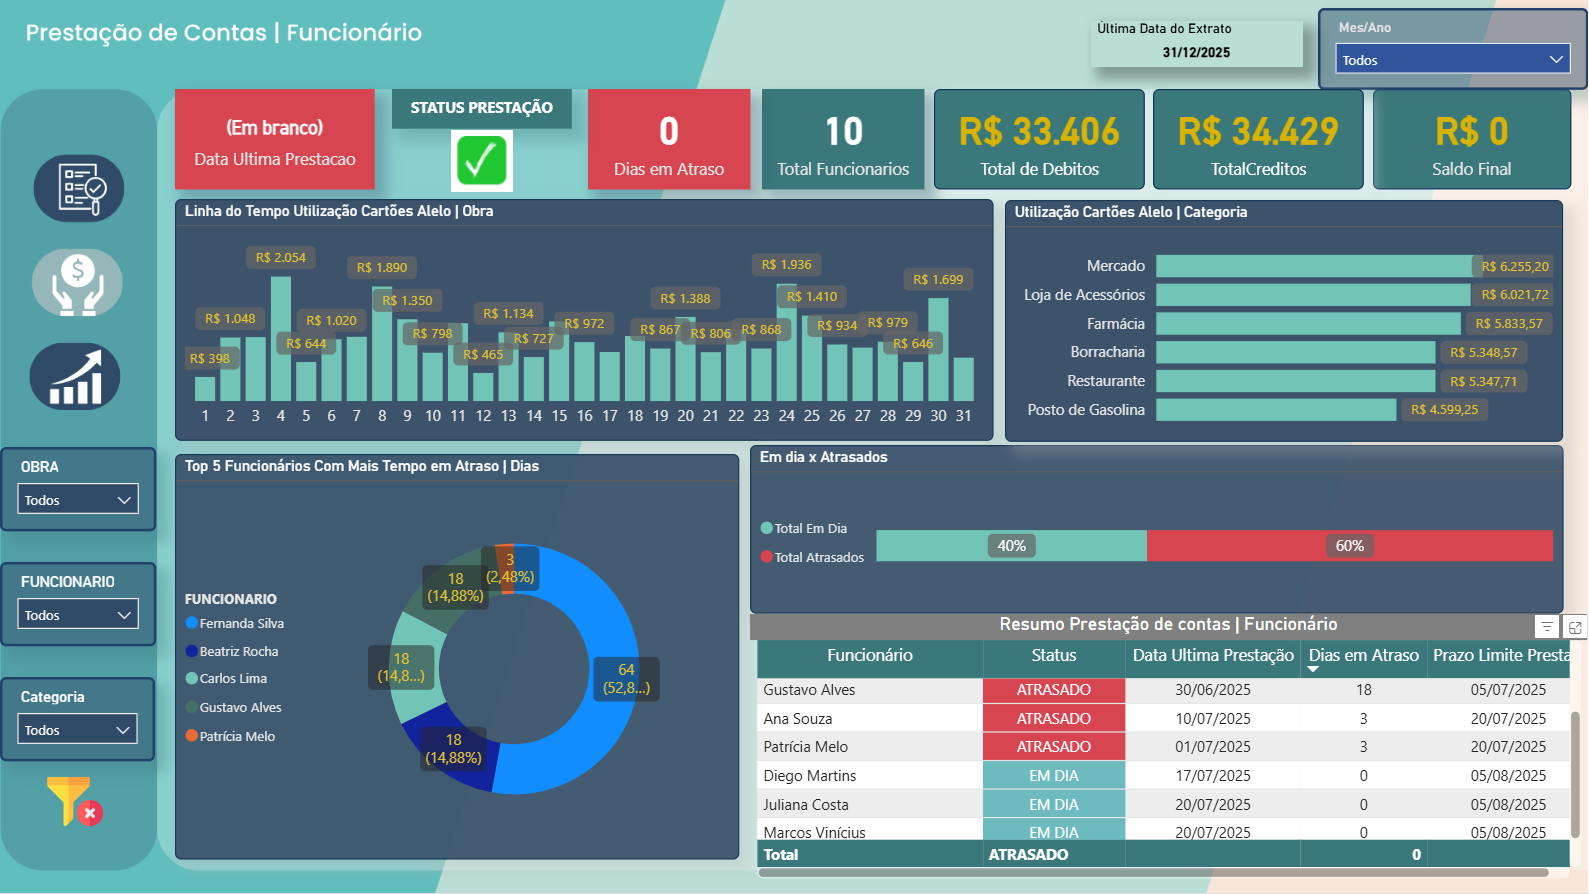 Prestação de Contas | Funcionário
Última Data do Extrato
31/12/2025
Mes/Ano
Todos
(Em branco)
Data Ultima Prestacao
STATUS PRESTAÇÃO
0
Dias em Atraso
10
Total Funcionarios
R$ 33.406
Total de Debitos
R$ 34.429
TotalCreditos
R$ 0
Saldo Final
Linha do Tempo Utilização Cartões Alelo | Obra
R$ 398
R$ 1.048
R$ 2.054
R$ 644
R$ 1.020
R$ 1.890
R$ 1.350
R$ 798
R$ 465
R$ 1.134
R$ 727
R$ 972
R$ 867
R$ 1.388
R$ 806
R$ 868
R$ 1.936
R$ 1.410
R$ 934
R$ 979
R$ 646
R$ 1.699
1 2 3 4 5 6 7 8 9 10 11 12 13 14 15 16 17 18 19 20 21 22 23 24 25 26 27 28 29 30 31
Utilização Cartões Alelo | Categoria
Mercado R$ 6.255,20
Loja de Acessórios R$ 6.021,72
Farmácia R$ 5.833,57
Borracharia R$ 5.348,57
Restaurante R$ 5.347,71
Posto de Gasolina R$ 4.599,25
OBRA
Todos
FUNCIONARIO
Todos
Categoria
Todos
Top 5 Funcionários Com Mais Tempo em Atraso | Dias
FUNCIONARIO
Fernanda Silva
Beatriz Rocha
Carlos Lima
Gustavo Alves
Patrícia Melo
3
(2,48%)
18
(14,88%)
18
(14,8...)
18
(14,88%)
64
(52,8...)
Em dia x Atrasados
Total Em Dia
Total Atrasados
40%
60%
Resumo Prestação de contas | Funcionário
Funcionário Status Data Ultima Prestação Dias em Atraso Prazo Limite Presta
Gustavo Alves ATRASADO 30/06/2025 18 05/07/2025
Ana Souza ATRASADO 10/07/2025 3 20/07/2025
Patrícia Melo ATRASADO 01/07/2025 3 20/07/2025
Diego Martins EM DIA 17/07/2025 0 05/08/2025
Juliana Costa EM DIA 20/07/2025 0 05/08/2025
Marcos Vinícius EM DIA 20/07/2025 0 05/08/2025
Total ATRASADO 0